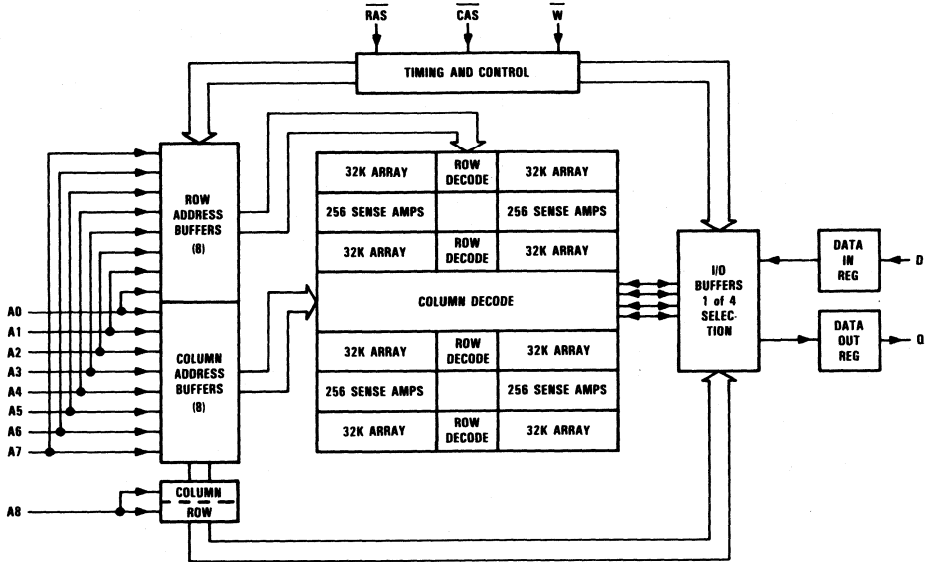 RAS CAS W
TIMING AND CONTROL
ROW
ADDRESS
BUFFERS
(8)
32K ARRAY ROW DECODE 32K ARRAY
256 SENSE AMPS 256 SENSE AMPS
32K ARRAY ROW DECODE 32K ARRAY
COLUMN DECODE
32K ARRAY ROW DECODE 32K ARRAY
256 SENSE AMPS 256 SENSE AMPS
32K ARRAY ROW DECODE 32K ARRAY
I/O
BUFFERS
1 of 4
SELEC-
TION
DATA
IN
REG
D
DATA
OUT
REG
Q
A0
A1
A2
A3
A4
A5
A6
A7
COLUMN
ADDRESS
BUFFERS
(8)
A8
COLUMN
ROW